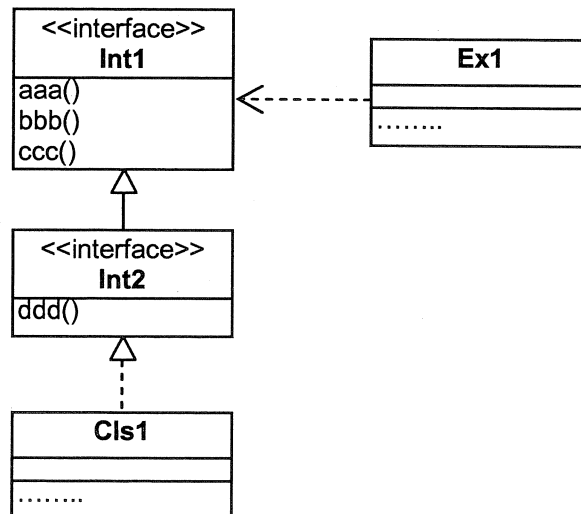 <<interface>>
Int1
aaa()
bbb()
ccc()
Ex1
........
<<interface>>
Int2
ddd()
Cls1
........